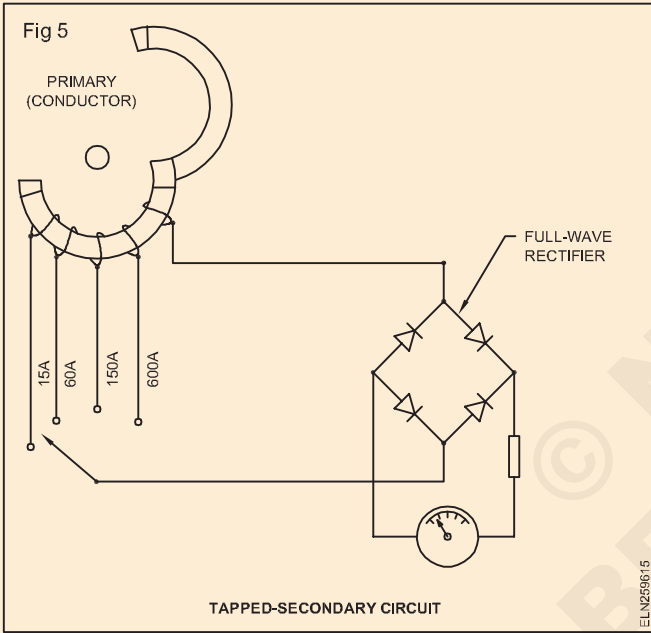 Fig 5
PRIMARY
(CONDUCTOR)
FULL-WAVE
RECTIFIER
15A
60A
150A
600A
TAPPED-SECONDARY CIRCUIT
ELN259615
©